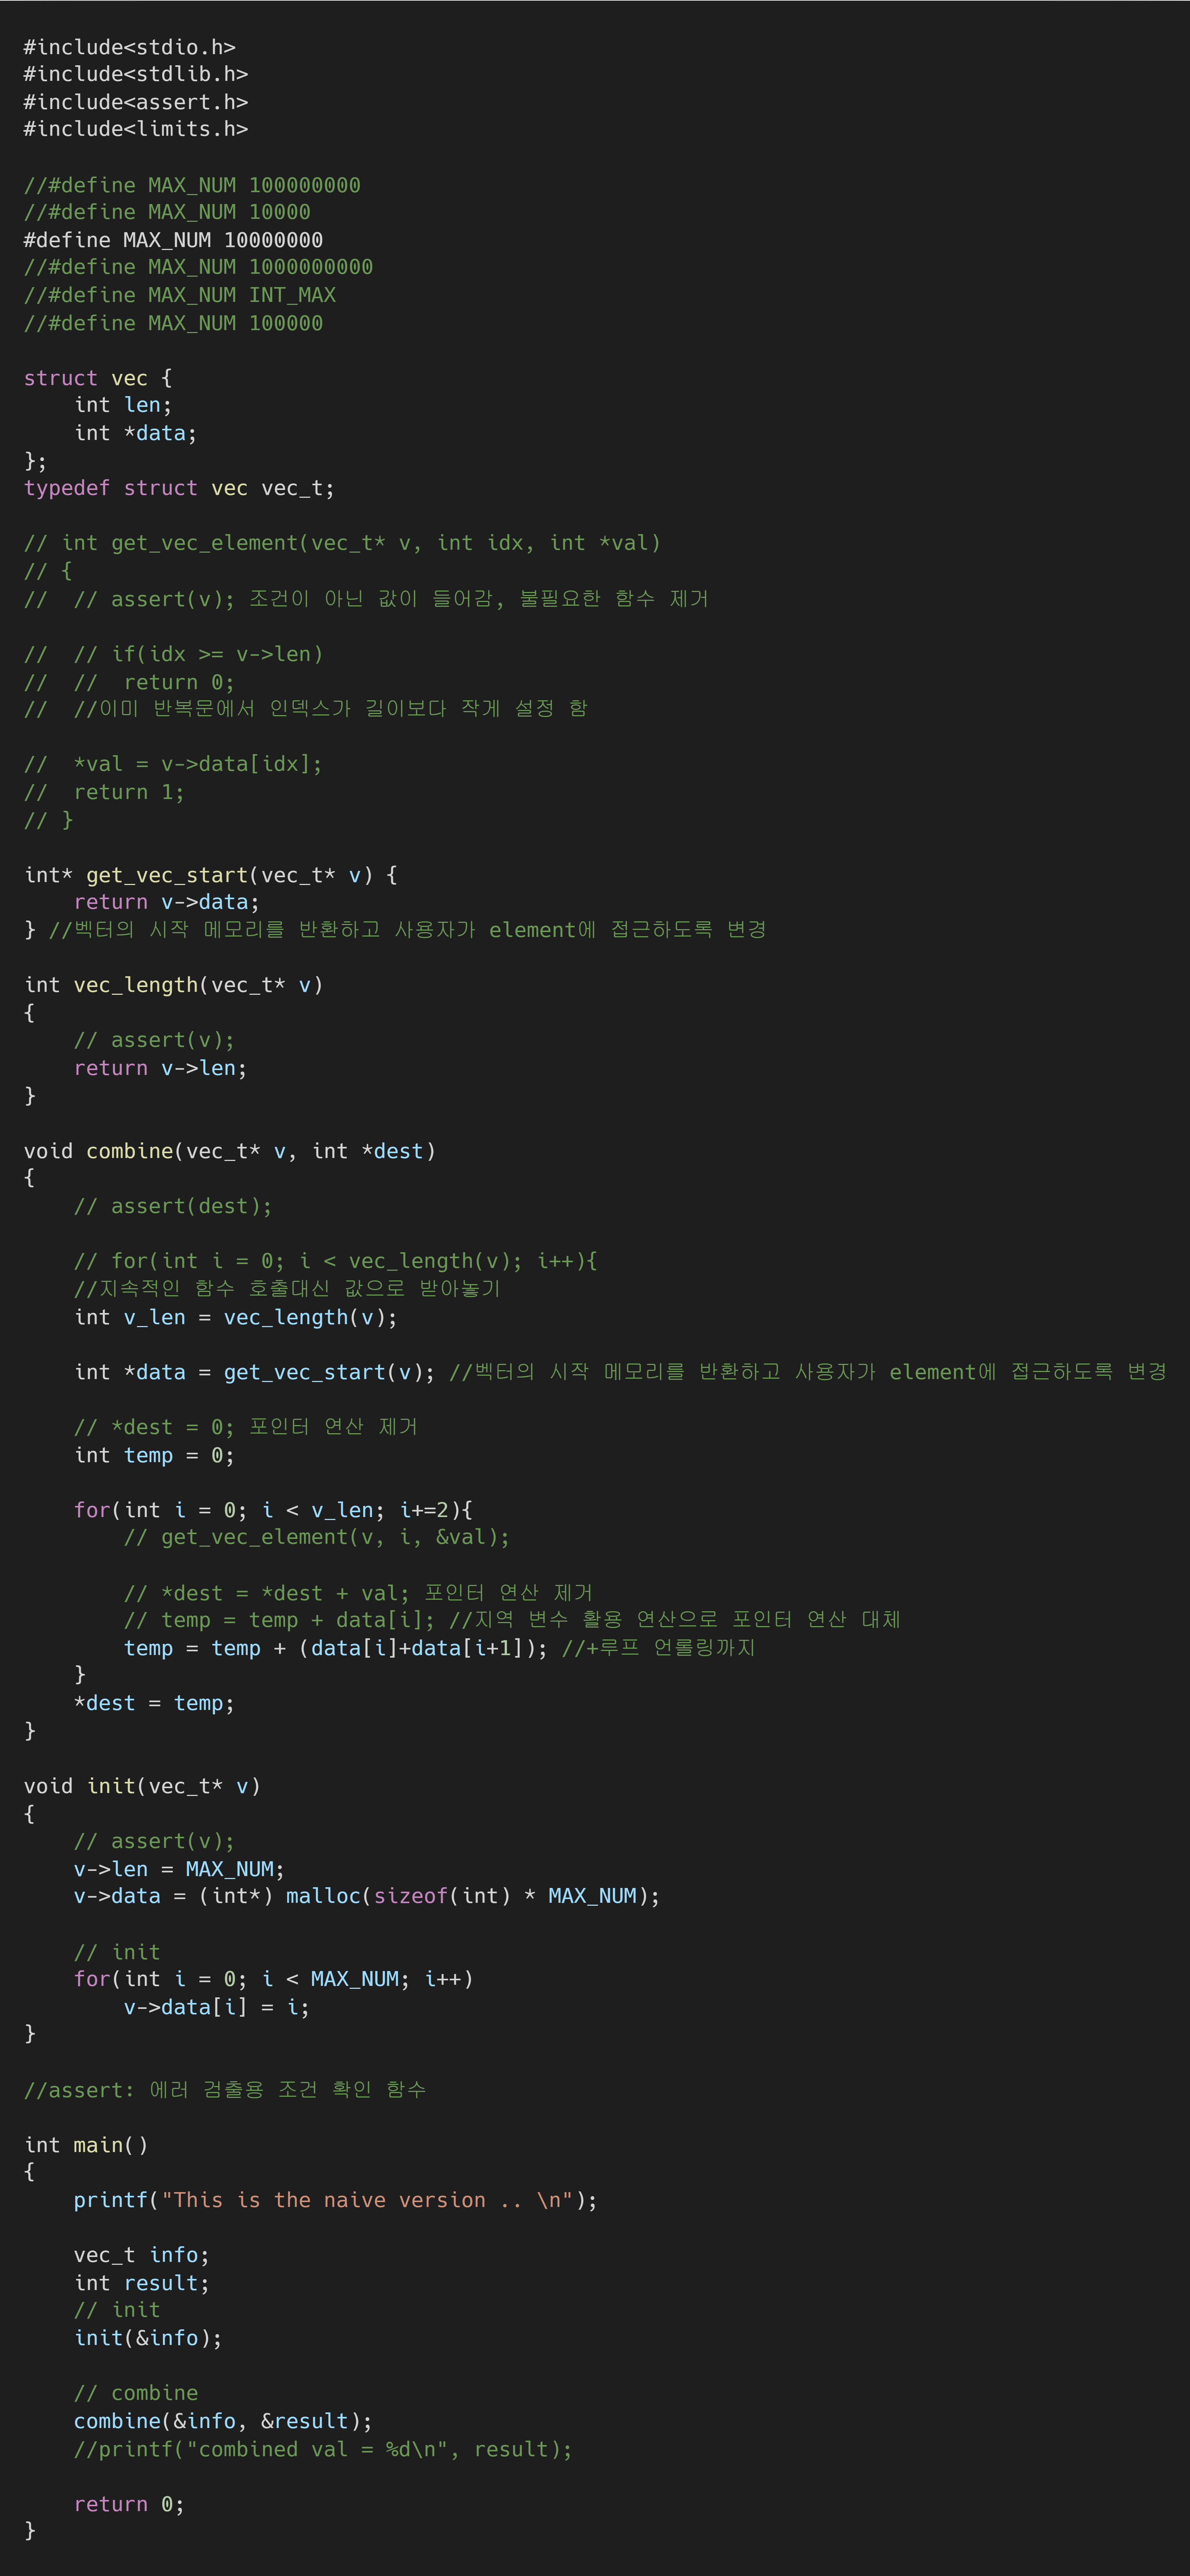 #include<stdio.h>
#include<stdlib.h>
#include<assert.h>
#include<limits.h>

//#define MAX_NUM 100000000
//#define MAX_NUM 10000
#define MAX_NUM 10000000
//#define MAX_NUM 1000000000
//#define MAX_NUM INT_MAX
//#define MAX_NUM 100000

struct vec {
    int len;
    int *data;
};
typedef struct vec vec_t;

// int get_vec_element(vec_t* v, int idx, int *val)
// {
//  // assert(v); 조건이 아닌 값이 들어감, 불필요한 함수 제거

//  // if(idx >= v->len)
//  //  return 0;
//  //이미 반복문에서 인덱스가 길이보다 작게 설정 함

//  *val = v->data[idx];
//  return 1;
// }

int* get_vec_start(vec_t* v) {
    return v->data;
} //벡터의 시작 메모리를 반환하고 사용자가 element에 접근하도록 변경

int vec_length(vec_t* v)
{
    // assert(v);
    return v->len;
}

void combine(vec_t* v, int *dest)
{
    // assert(dest);

    // for(int i = 0; i < vec_length(v); i++){
    //지속적인 함수 호출대신 값으로 받아놓기
    int v_len = vec_length(v);

    int *data = get_vec_start(v); //벡터의 시작 메모리를 반환하고 사용자가 element에 접근하도록 변경

    // *dest = 0; 포인터 연산 제거
    int temp = 0;

    for(int i = 0; i < v_len; i+=2){
        // get_vec_element(v, i, &val);

        // *dest = *dest + val; 포인터 연산 제거
        // temp = temp + data[i]; //지역 변수 활용 연산으로 포인터 연산 대체
        temp = temp + (data[i]+data[i+1]); //+루프 언롤링까지
    }
    *dest = temp;
}

void init(vec_t* v)
{
    // assert(v);
    v->len = MAX_NUM;
    v->data = (int*) malloc(sizeof(int) * MAX_NUM);

    // init
    for(int i = 0; i < MAX_NUM; i++)
        v->data[i] = i;
}

//assert: 에러 검출용 조건 확인 함수

int main()
{
    printf("This is the naive version .. \n");

    vec_t info;
    int result;
    // init
    init(&info);

    // combine
    combine(&info, &result);
    //printf("combined val = %d\n", result);

    return 0;
}